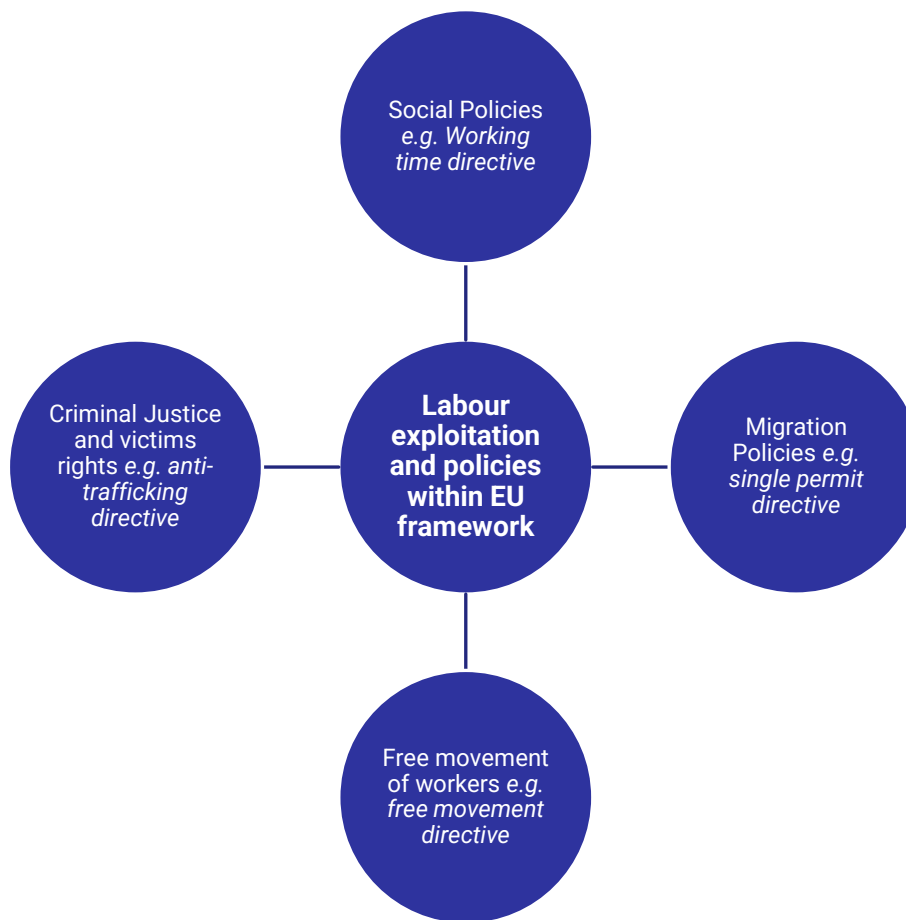 Social Policies
e.g. Working
time directive
Criminal Justice
and victims
rights e.g. anti-
trafficking
directive
Labour
exploitation
and policies
within EU
framework
Migration
Policies e.g.
single permit
directive
Free movement
of workers e.g.
free movement
directive